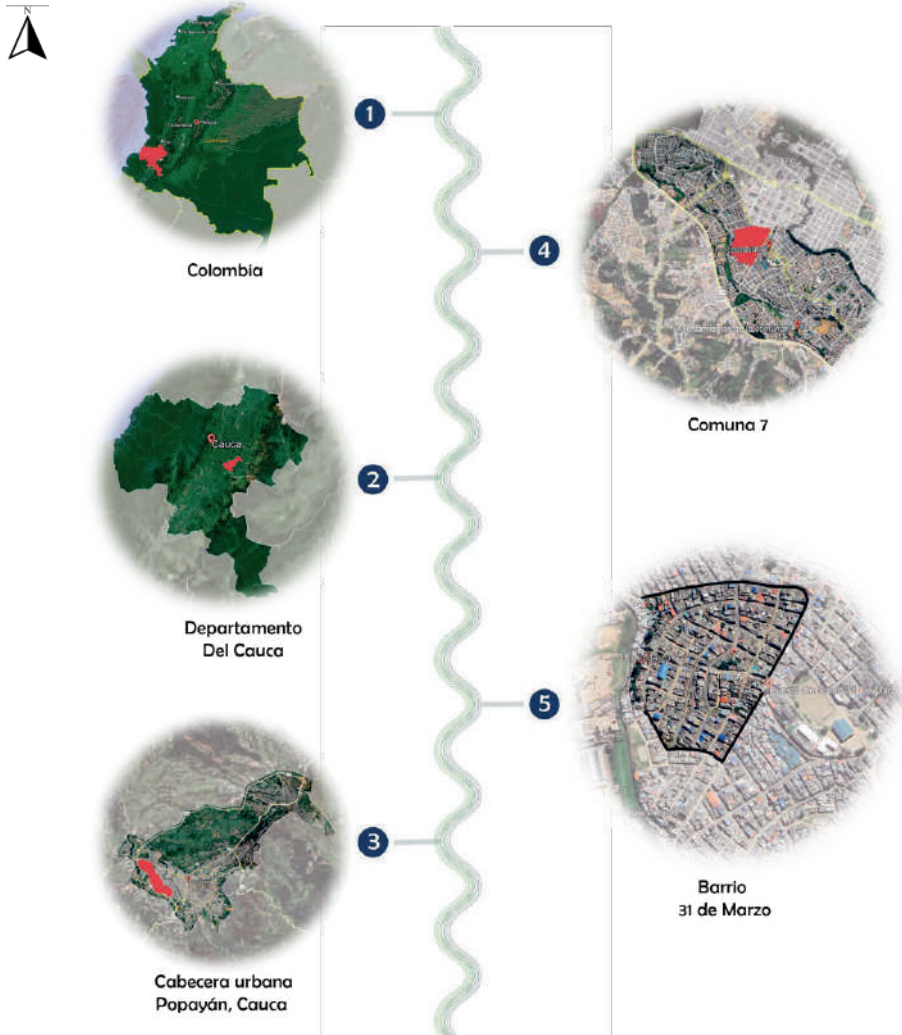 N
1
Colombia
2
Cauca
Departamento
Del Cauca
3
Cabecera urbana
Popayán, Cauca
4
Comuna 7
5
Barrio
31 de Marzo